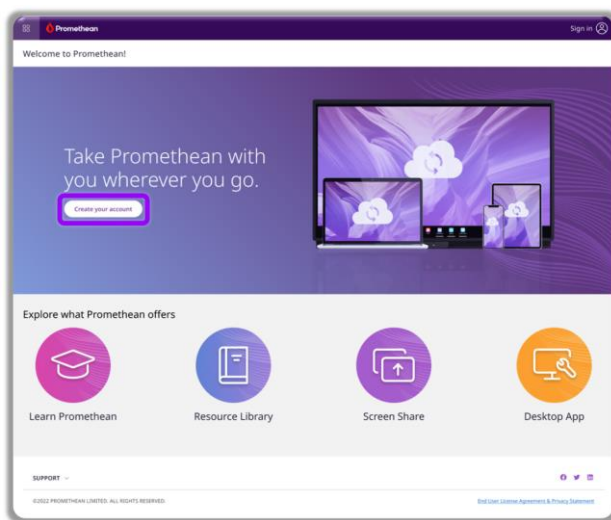 Promethean
Sign in
Welcome to Promethean!
Take Promethean with
you wherever you go.
Create your account
Explore what Promethean offers
Learn Promethean
Resource Library
Screen Share
Desktop App
SUPPORT
©2022 PROMETHEAN LIMITED. ALL RIGHTS RESERVED.
End User License Agreement & Privacy Statement